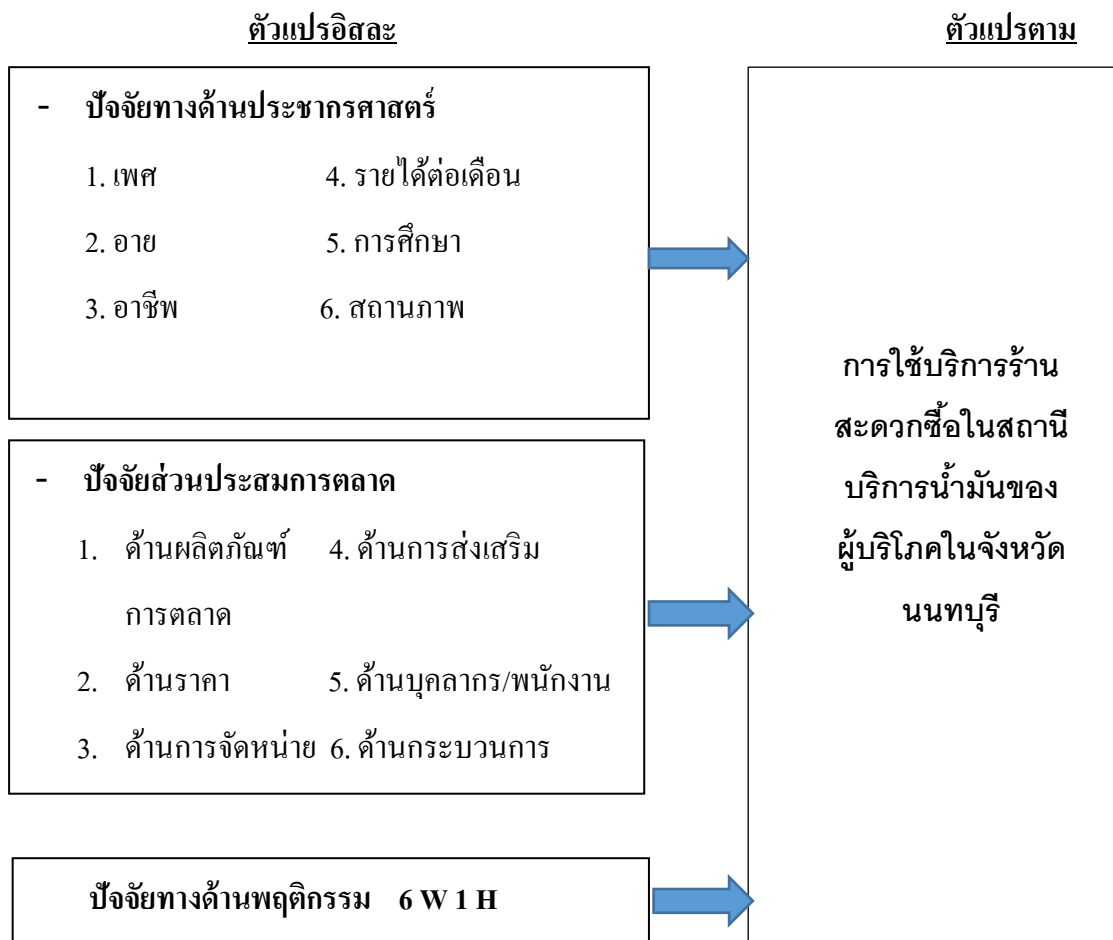 ตัวแปรอิสละ ตัวแปรตาม
- ปัจจัยทางด้านประชากรศาสตร์
1. เพศ 4. รายได้ต่อเดือน
2. อาย 5. การศึกษา
3. อาชีพ 6. สถานภาพ
- ปัจจัยส่วนประสมการตลาด
1. ด้านผลิตภัณฑ์ 4. ด้านการส่งเสริม
การตลาด
2. ด้านราคา 5. ด้านบุคลากร/พนักงาน
3. ด้านการจัดหน่าย 6. ด้านกระบวนการ
ปัจจัยทางด้านพฤติกรรม 6 W 1 H
การใช้บริการร้าน
สะดวกซื้อในสถานี
บริการน้ำมันของ
ผู้บริโภคในจังหวัด
นนทบุรี